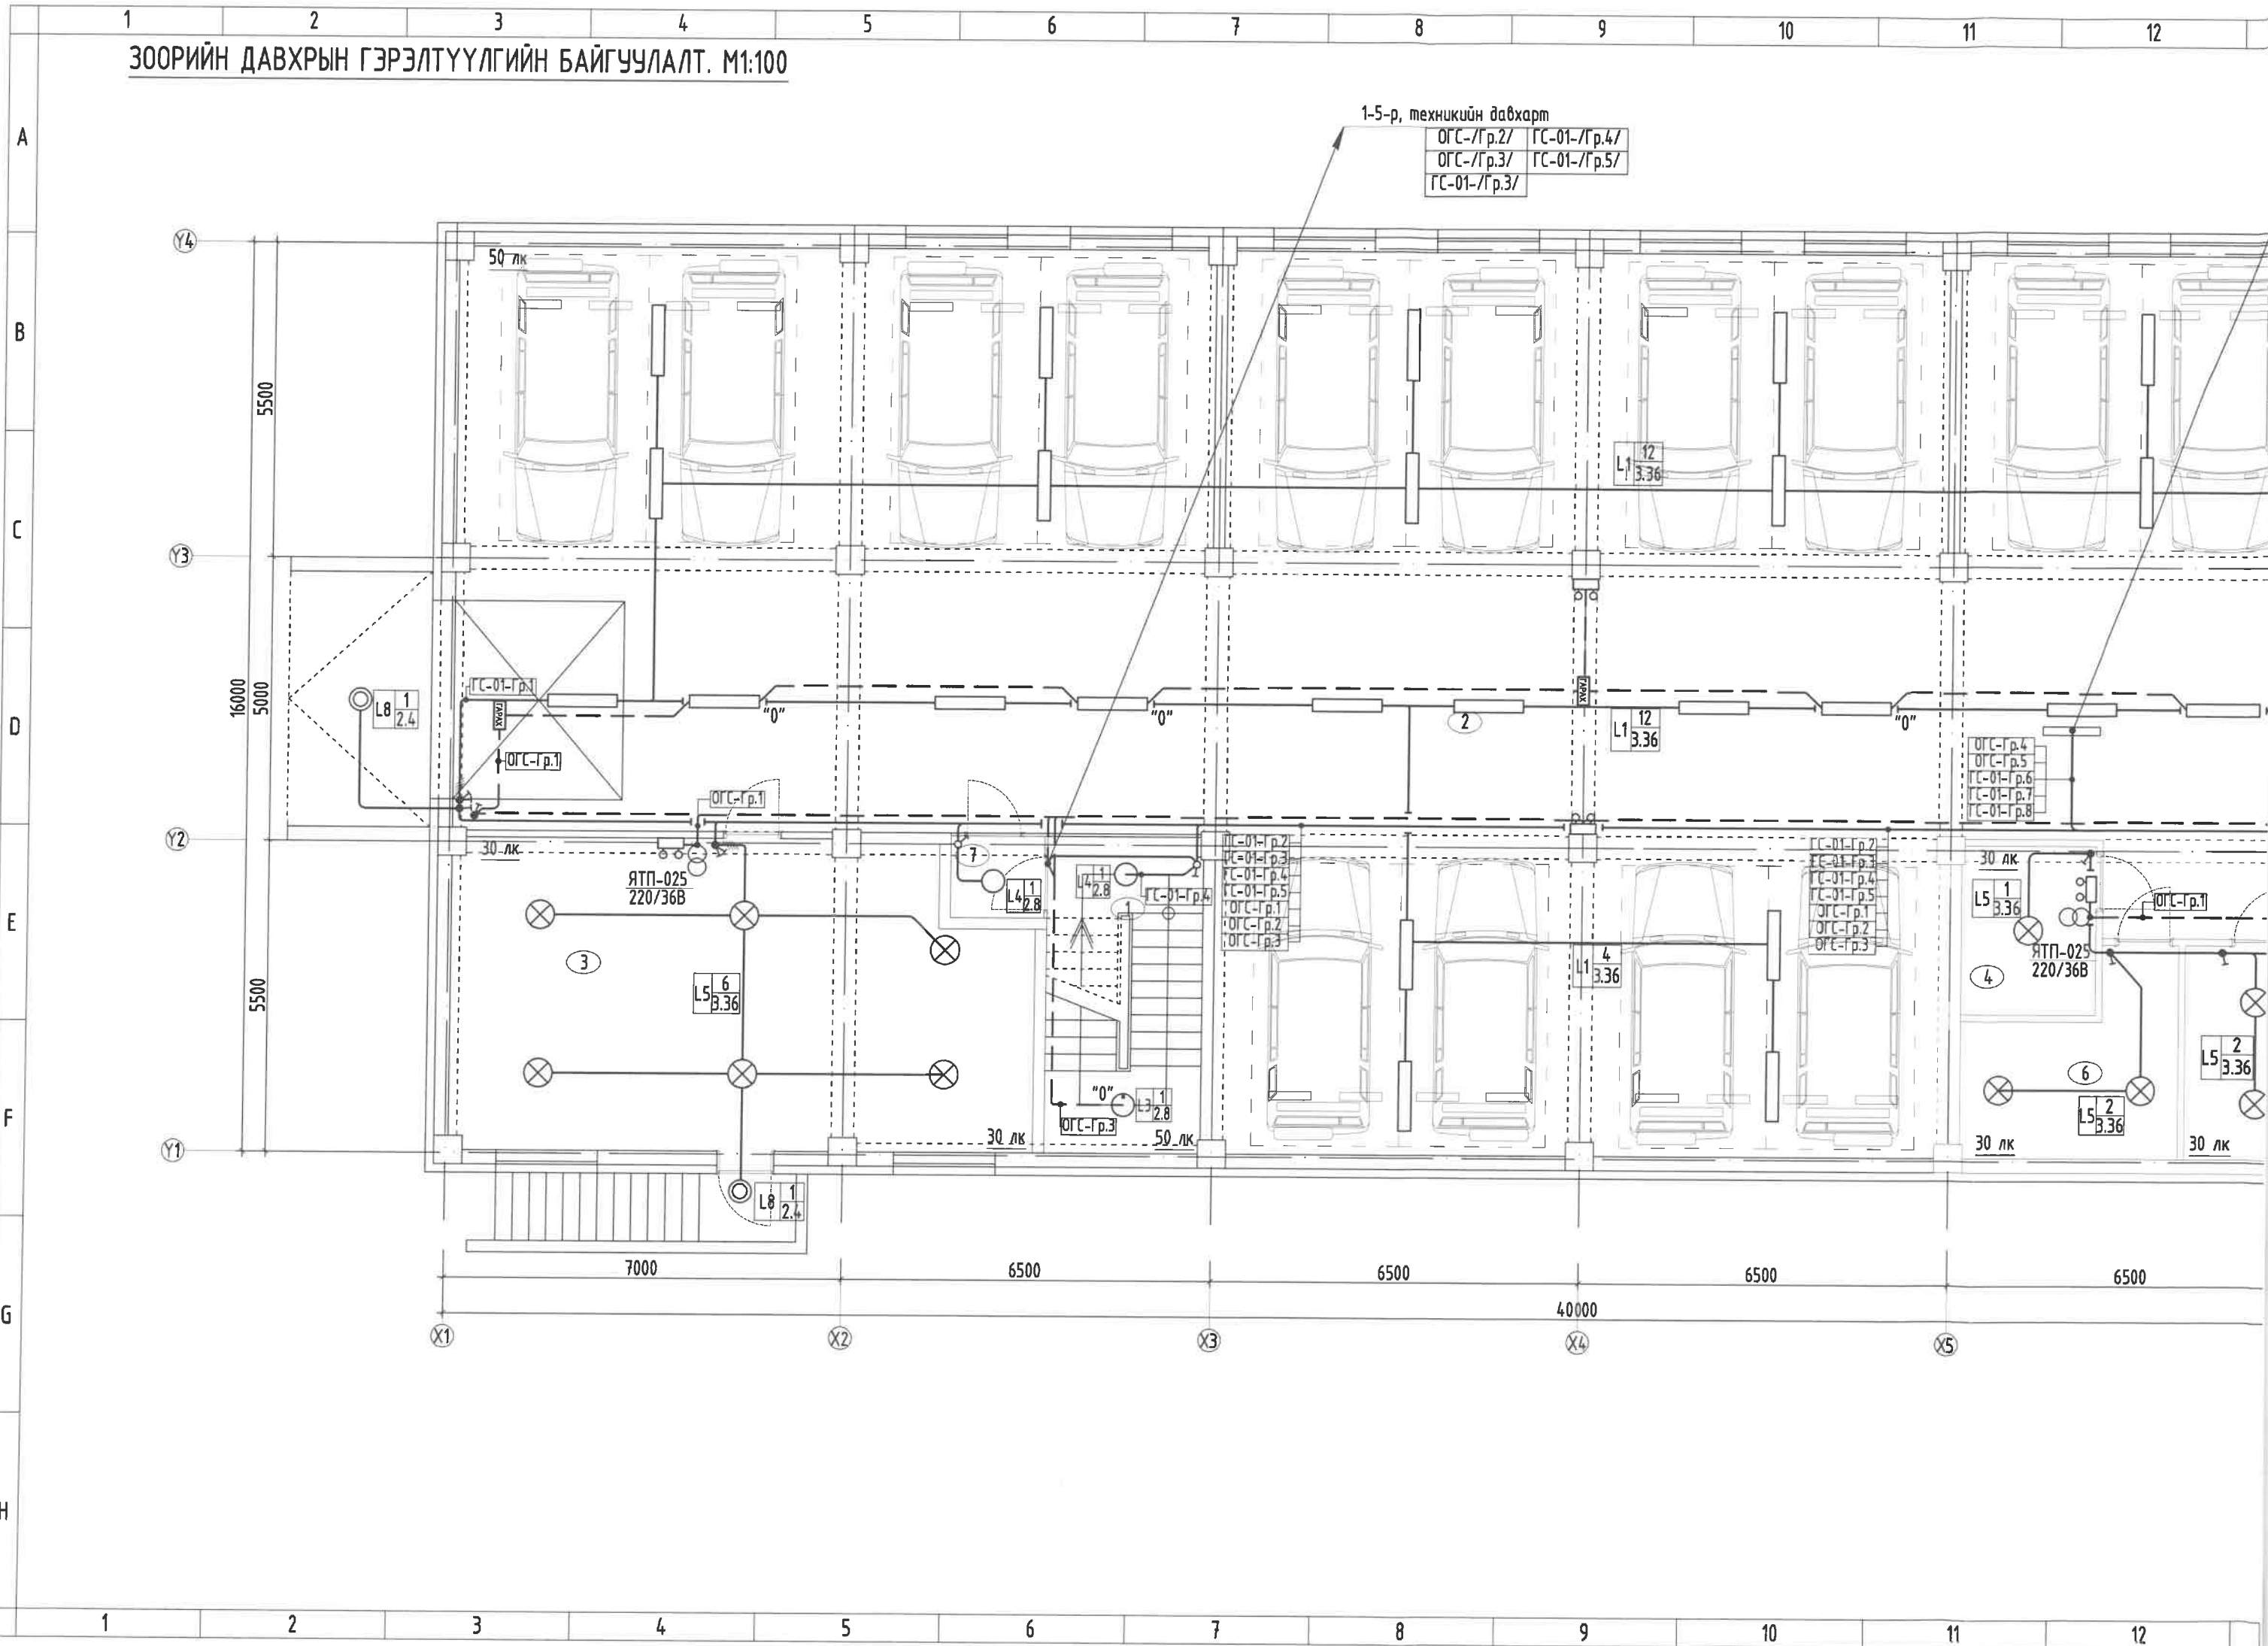 1 2 3 4 5 6 7 8 9 10 11 12
ЗООРИЙН ДАВХРЫН ГЭРЭЛТҮҮЛГИЙН БАЙГУУЛАЛТ. М1:100
A
B
C
D
E
F
G
H
1-5-р, техникийн давхарт
ОГС-/Гр.2/ ГС-01-/Гр.4/
ОГС-/Гр.3/ ГС-01-/Гр.5/
ГС-01-/Гр.3/
Y4
50 лк
5500
L1 12
3.36
Y3
16000
5000
L8 1
2.4
ГС-01-Гр.1
ГАРАХ
"0"
"0"
2
ГАРАХ
L1 12
3.36
"0"
ОГС-Гр.1
ОГС-Гр.4
ОГС-Гр.5
ГС-01-Гр.6
ГС-01-Гр.7
ГС-01-Гр.8
ОГС-Гр.1
Y2
30 лк
ЯТП-025
220/36В
7
L4 1
2.8
L4 1
2.8
ГС-01-Гр.4
1
ГС-01-Гр.2
ГС-01-Гр.3
ГС-01-Гр.4
ГС-01-Гр.5
ОГС-Гр.1
ОГС-Гр.2
ОГС-Гр.3
ГС-01-Гр.2
ГС-01-Гр.3
ГС-01-Гр.4
ГС-01-Гр.5
ОГС-Гр.1
ОГС-Гр.2
ОГС-Гр.3
30 лк
L5 1
3.36
ОГС-Гр.1
ЯТП-025
220/36В
4
3
L5 6
3.36
5500
L1 4
3.36
L5 2
3.36
6
L5 2
3.36
"0"
L3 1
2.8
ОГС-Гр.3
30 лк
50 лк
30 лк
30 лк
Y1
L8 1
2.4
7000 6500 6500 6500 6500
40000
X1 X2 X3 X4 X5
1 2 3 4 5 6 7 8 9 10 11 12